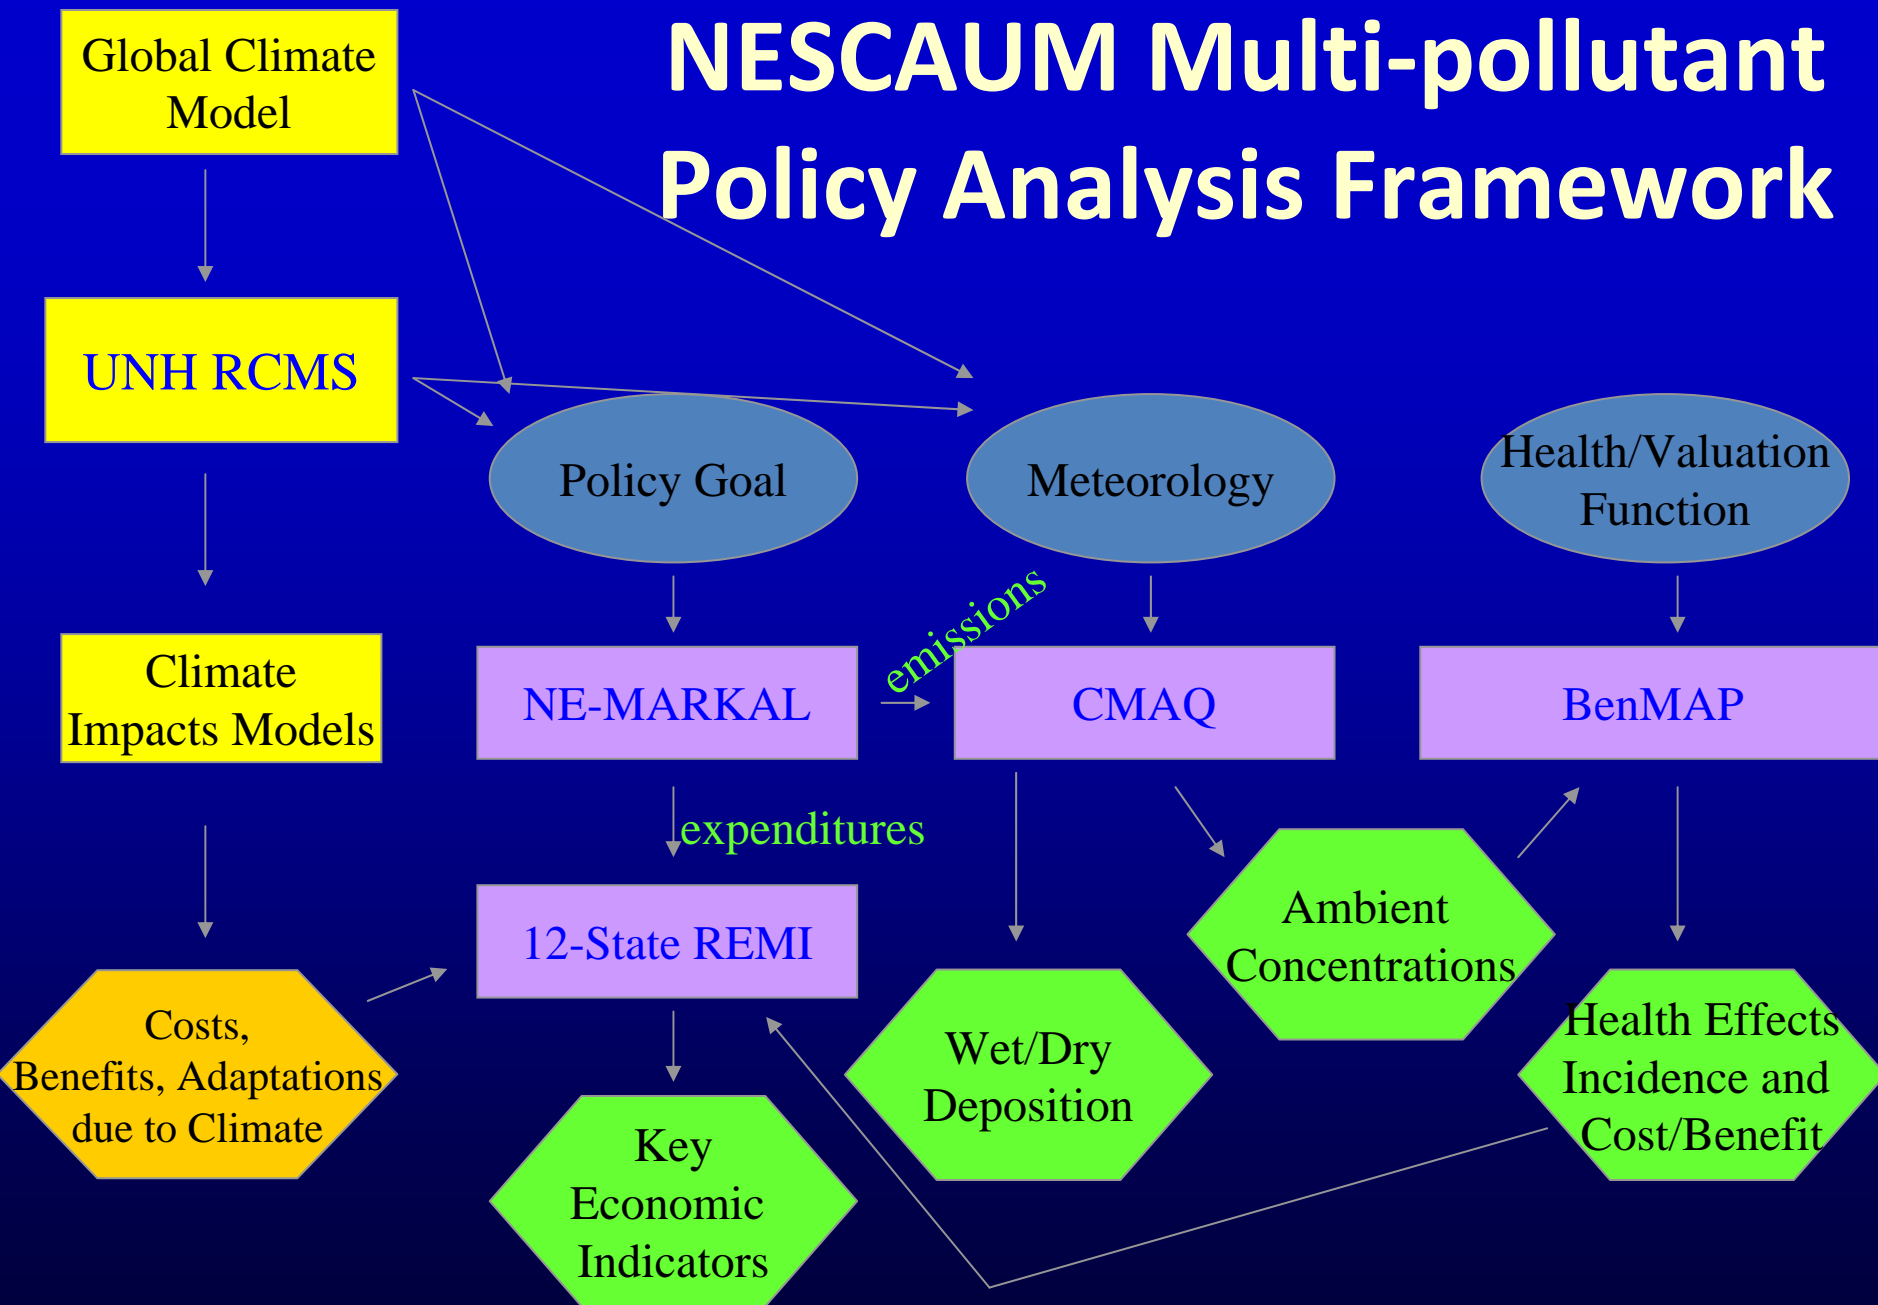 NESCAUM Multi-pollutant
Policy Analysis Framework
Global Climate
Model
UNH RCMS
Policy Goal
Meteorology
Health/Valuation
Function
emissions
Climate
Impacts Models
NE-MARKAL
CMAQ
BenMAP
expenditures
12-State REMI
Ambient
Concentrations
Costs,
Benefits, Adaptations
due to Climate
Wet/Dry
Deposition
Health Effects
Incidence and
Cost/Benefit
Key
Economic
Indicators